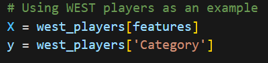 # Using WEST players as an example
X = west_players[features]
y = west_players['Category']